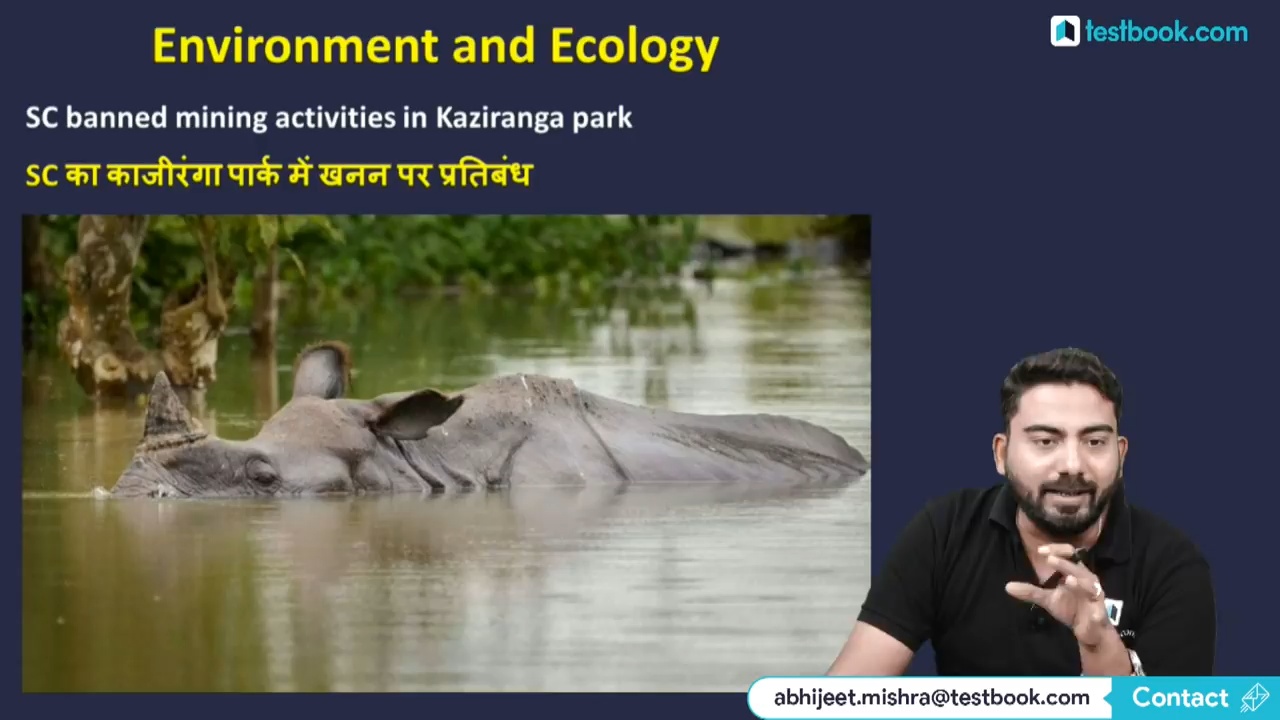 Environment and Ecology
testbook.com
SC banned mining activities in Kaziranga park
SC का काजीरंगा पार्क में खनन पर प्रतिबंध
abhijeet.mishra@testbook.com
Contact